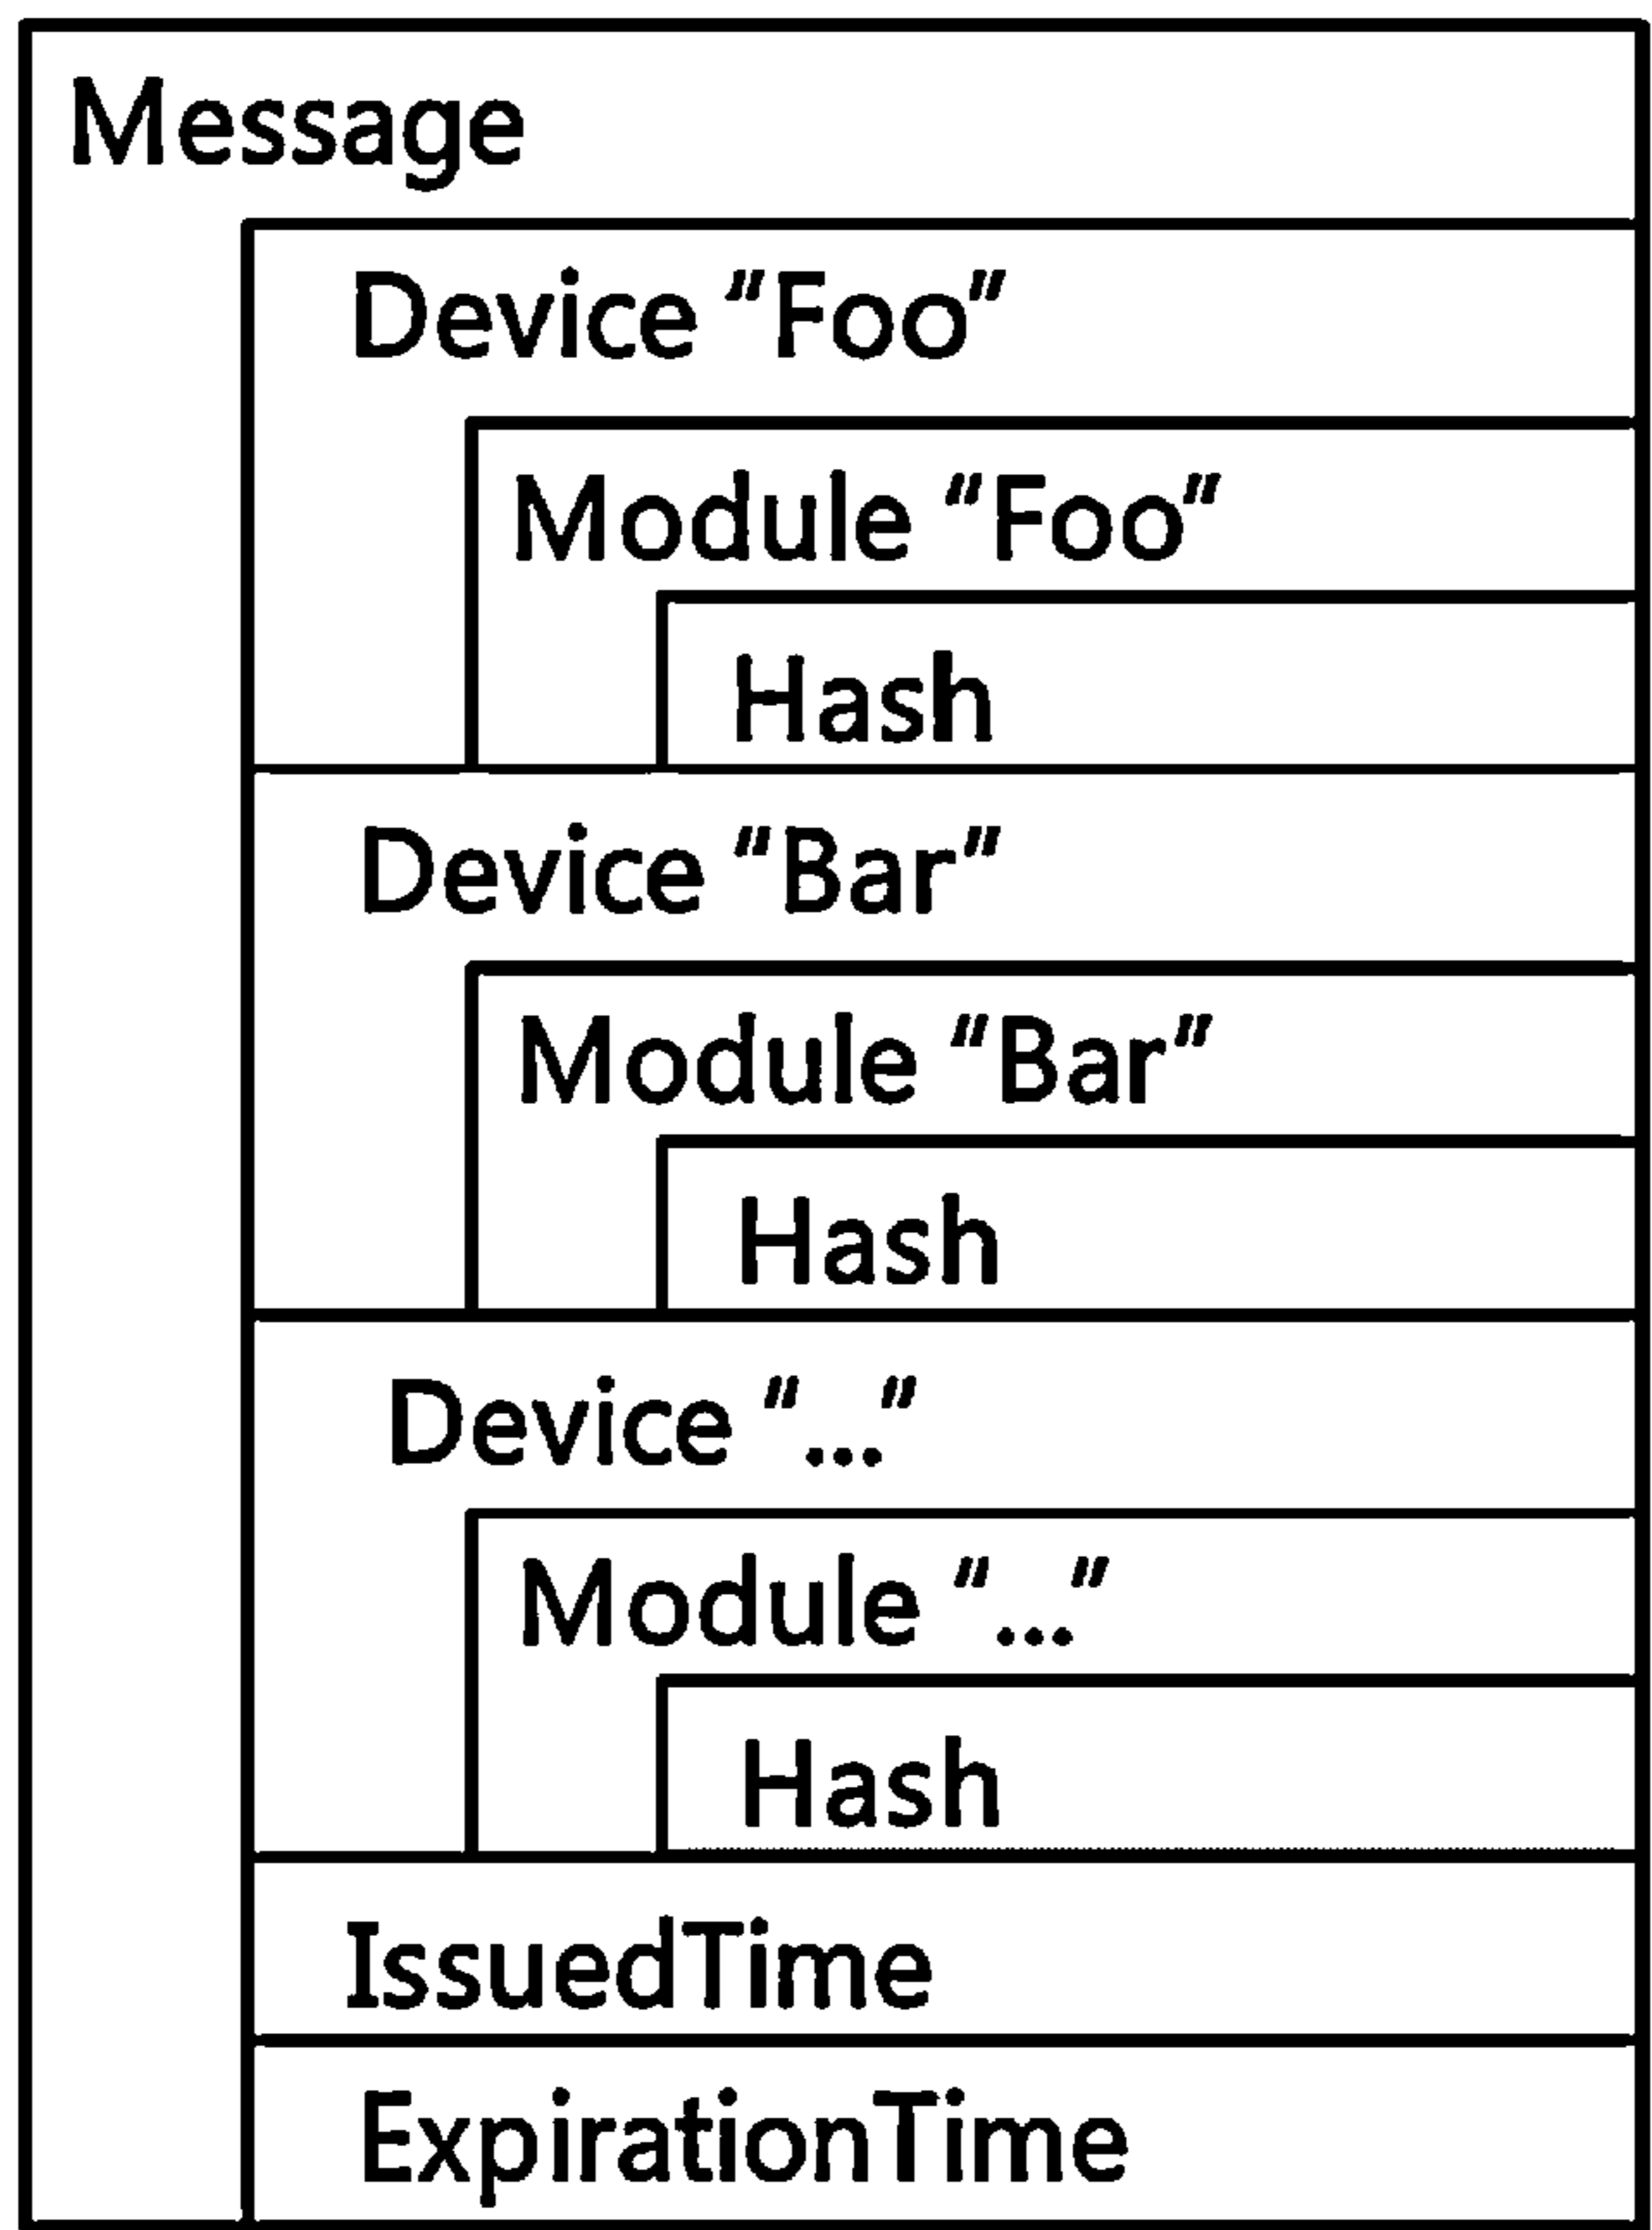 Message
Device "Foo"
Module "Foo"
Hash
Device "Bar"
Module "Bar"
Hash
Device "..."
Module "..."
Hash
IssuedTime
ExpirationTime